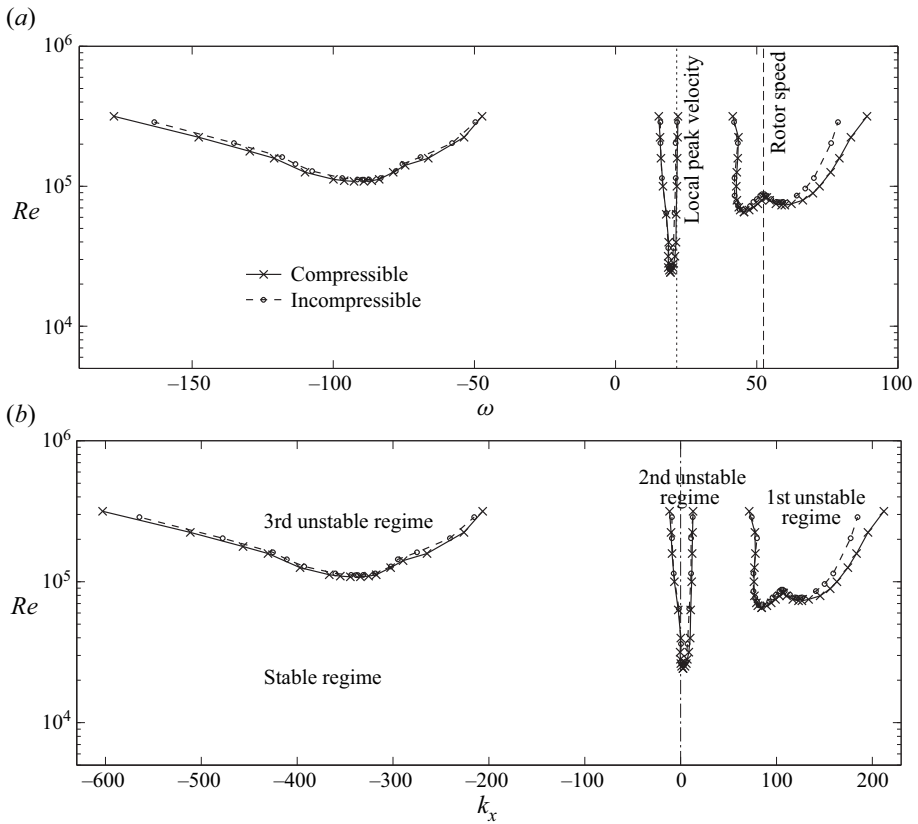 (a)
10^6
10^5
Re
10^4
Local peak velocity
Rotor speed
Compressible
Incompressible
−150
−100
−50
0
50
100
ω
(b)
10^6
10^5
Re
10^4
3rd unstable regime
2nd unstable
regime
1st unstable
regime
Stable regime
−600
−500
−400
−300
−200
−100
0
100
200
k_x